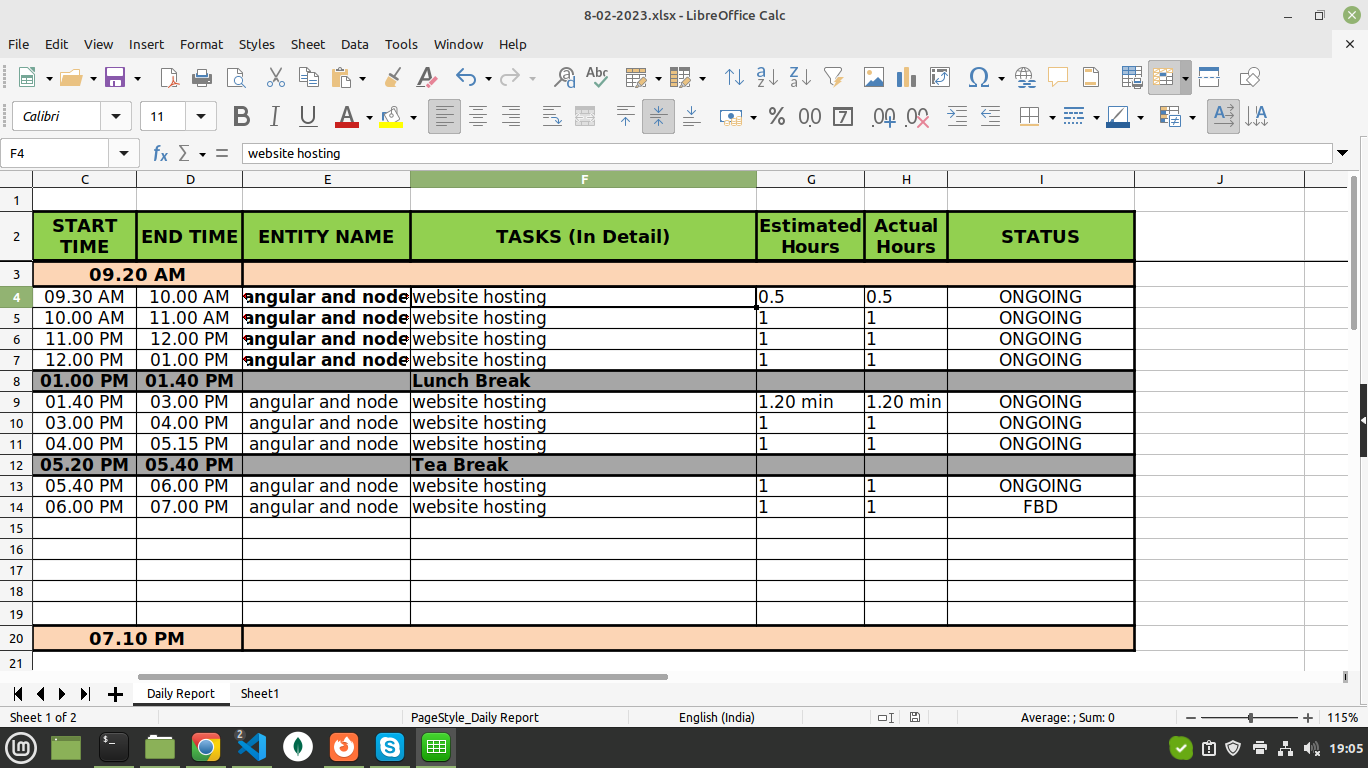 8-02-2023.xlsx - LibreOffice Calc
File Edit View Insert Format Styles Sheet Data Tools Window Help
Calibri 11
F4 website hosting
C D E F G H I J
1
2 START TIME END TIME ENTITY NAME TASKS (In Detail) Estimated Hours Actual Hours STATUS
3 09.20 AM
4 09.30 AM 10.00 AM angular and node website hosting 0.5 0.5 ONGOING
5 10.00 AM 11.00 AM angular and node website hosting 1 1 ONGOING
6 11.00 PM 12.00 PM angular and node website hosting 1 1 ONGOING
7 12.00 PM 01.00 PM angular and node website hosting 1 1 ONGOING
8 01.00 PM 01.40 PM Lunch Break
9 01.40 PM 03.00 PM angular and node website hosting 1.20 min 1.20 min ONGOING
10 03.00 PM 04.00 PM angular and node website hosting 1 1 ONGOING
11 04.00 PM 05.15 PM angular and node website hosting 1 1 ONGOING
12 05.20 PM 05.40 PM Tea Break
13 05.40 PM 06.00 PM angular and node website hosting 1 1 ONGOING
14 06.00 PM 07.00 PM angular and node website hosting 1 1 FBD
15
16
17
18
19
20 07.10 PM
21
Daily Report Sheet1
Sheet 1 of 2 PageStyle_Daily Report English (India) Average: ; Sum: 0 115%
2 19:05